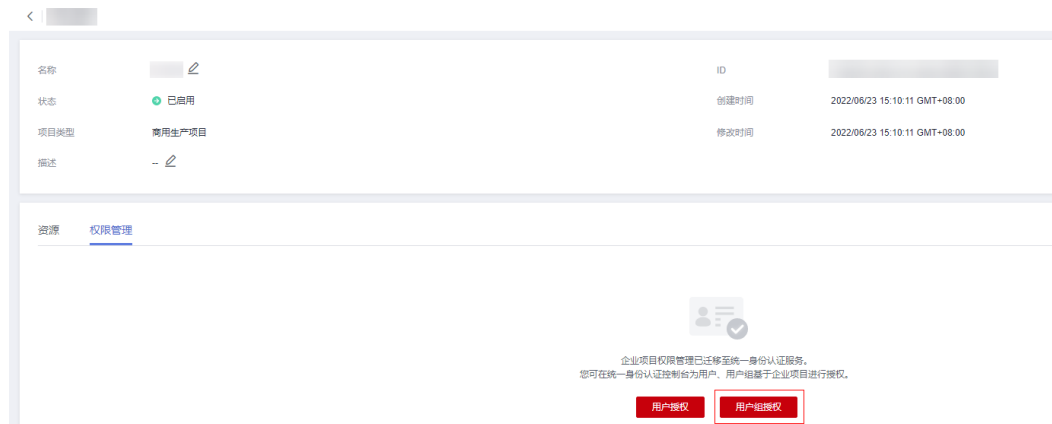 名称
ID
状态 已启用
创建时间 2022/06/23 15:10:11 GMT+08:00
项目类型 商用生产项目
修改时间 2022/06/23 15:10:11 GMT+08:00
描述 --
资源 权限管理
企业项目权限管理已迁移至统一身份认证服务。
您可在统一身份认证控制台为用户、用户组基于企业项目进行授权。
用户授权 用户组授权